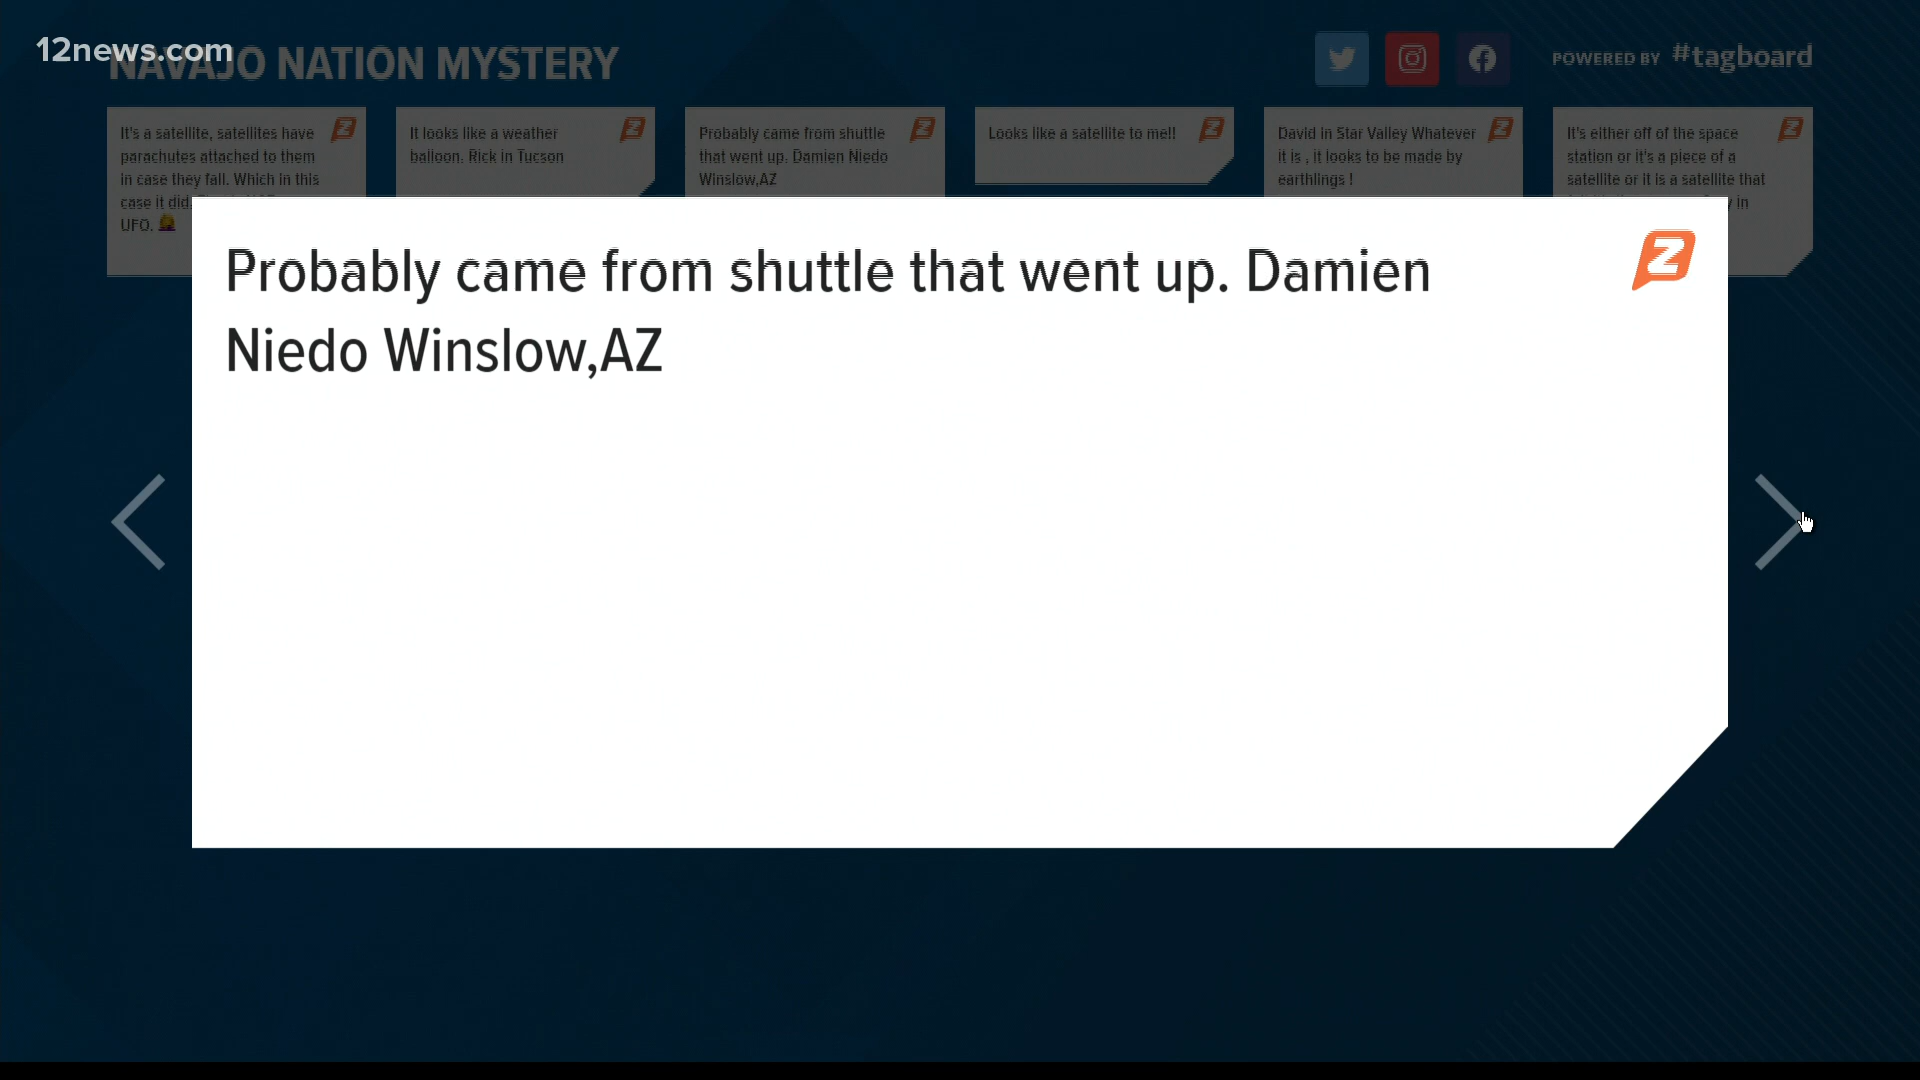 12news.com
NAVAJO NATION MYSTERY
POWERED BY #tagboard
It's a satellite, satellites have
parachutes attached to them
in case they fall. Which in this
case it did.
UFO. 🤦‍♀️
It looks like a weather
balloon. Rick in Tucson
Probably came from shuttle
that went up. Damien Niedo
Winslow,AZ
Looks like a satellite to me!!
David in Star Valley Whatever
it is , it looks to be made by
earthlings !
It's either off of the space
station or it's a piece of a
satellite or it is a satellite that
in
Probably came from shuttle that went up. Damien
Niedo Winslow,AZ